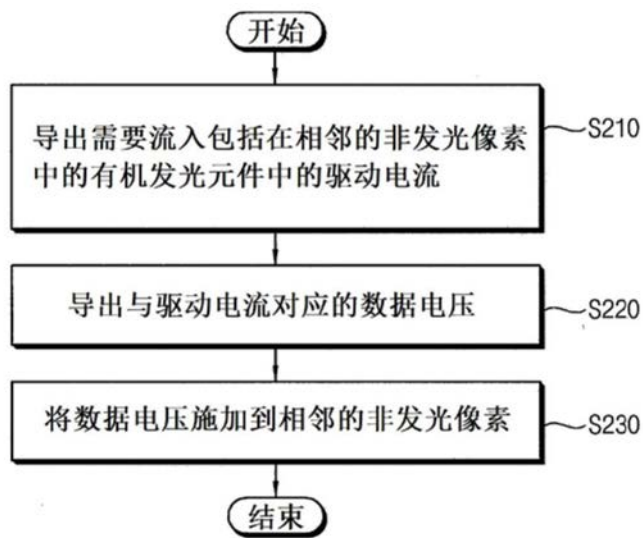 开始
导出需要流入包括在相邻的非发光像素
中的有机发光元件中的驱动电流
S210
导出与驱动电流对应的数据电压
S220
将数据电压施加到相邻的非发光像素
S230
结束